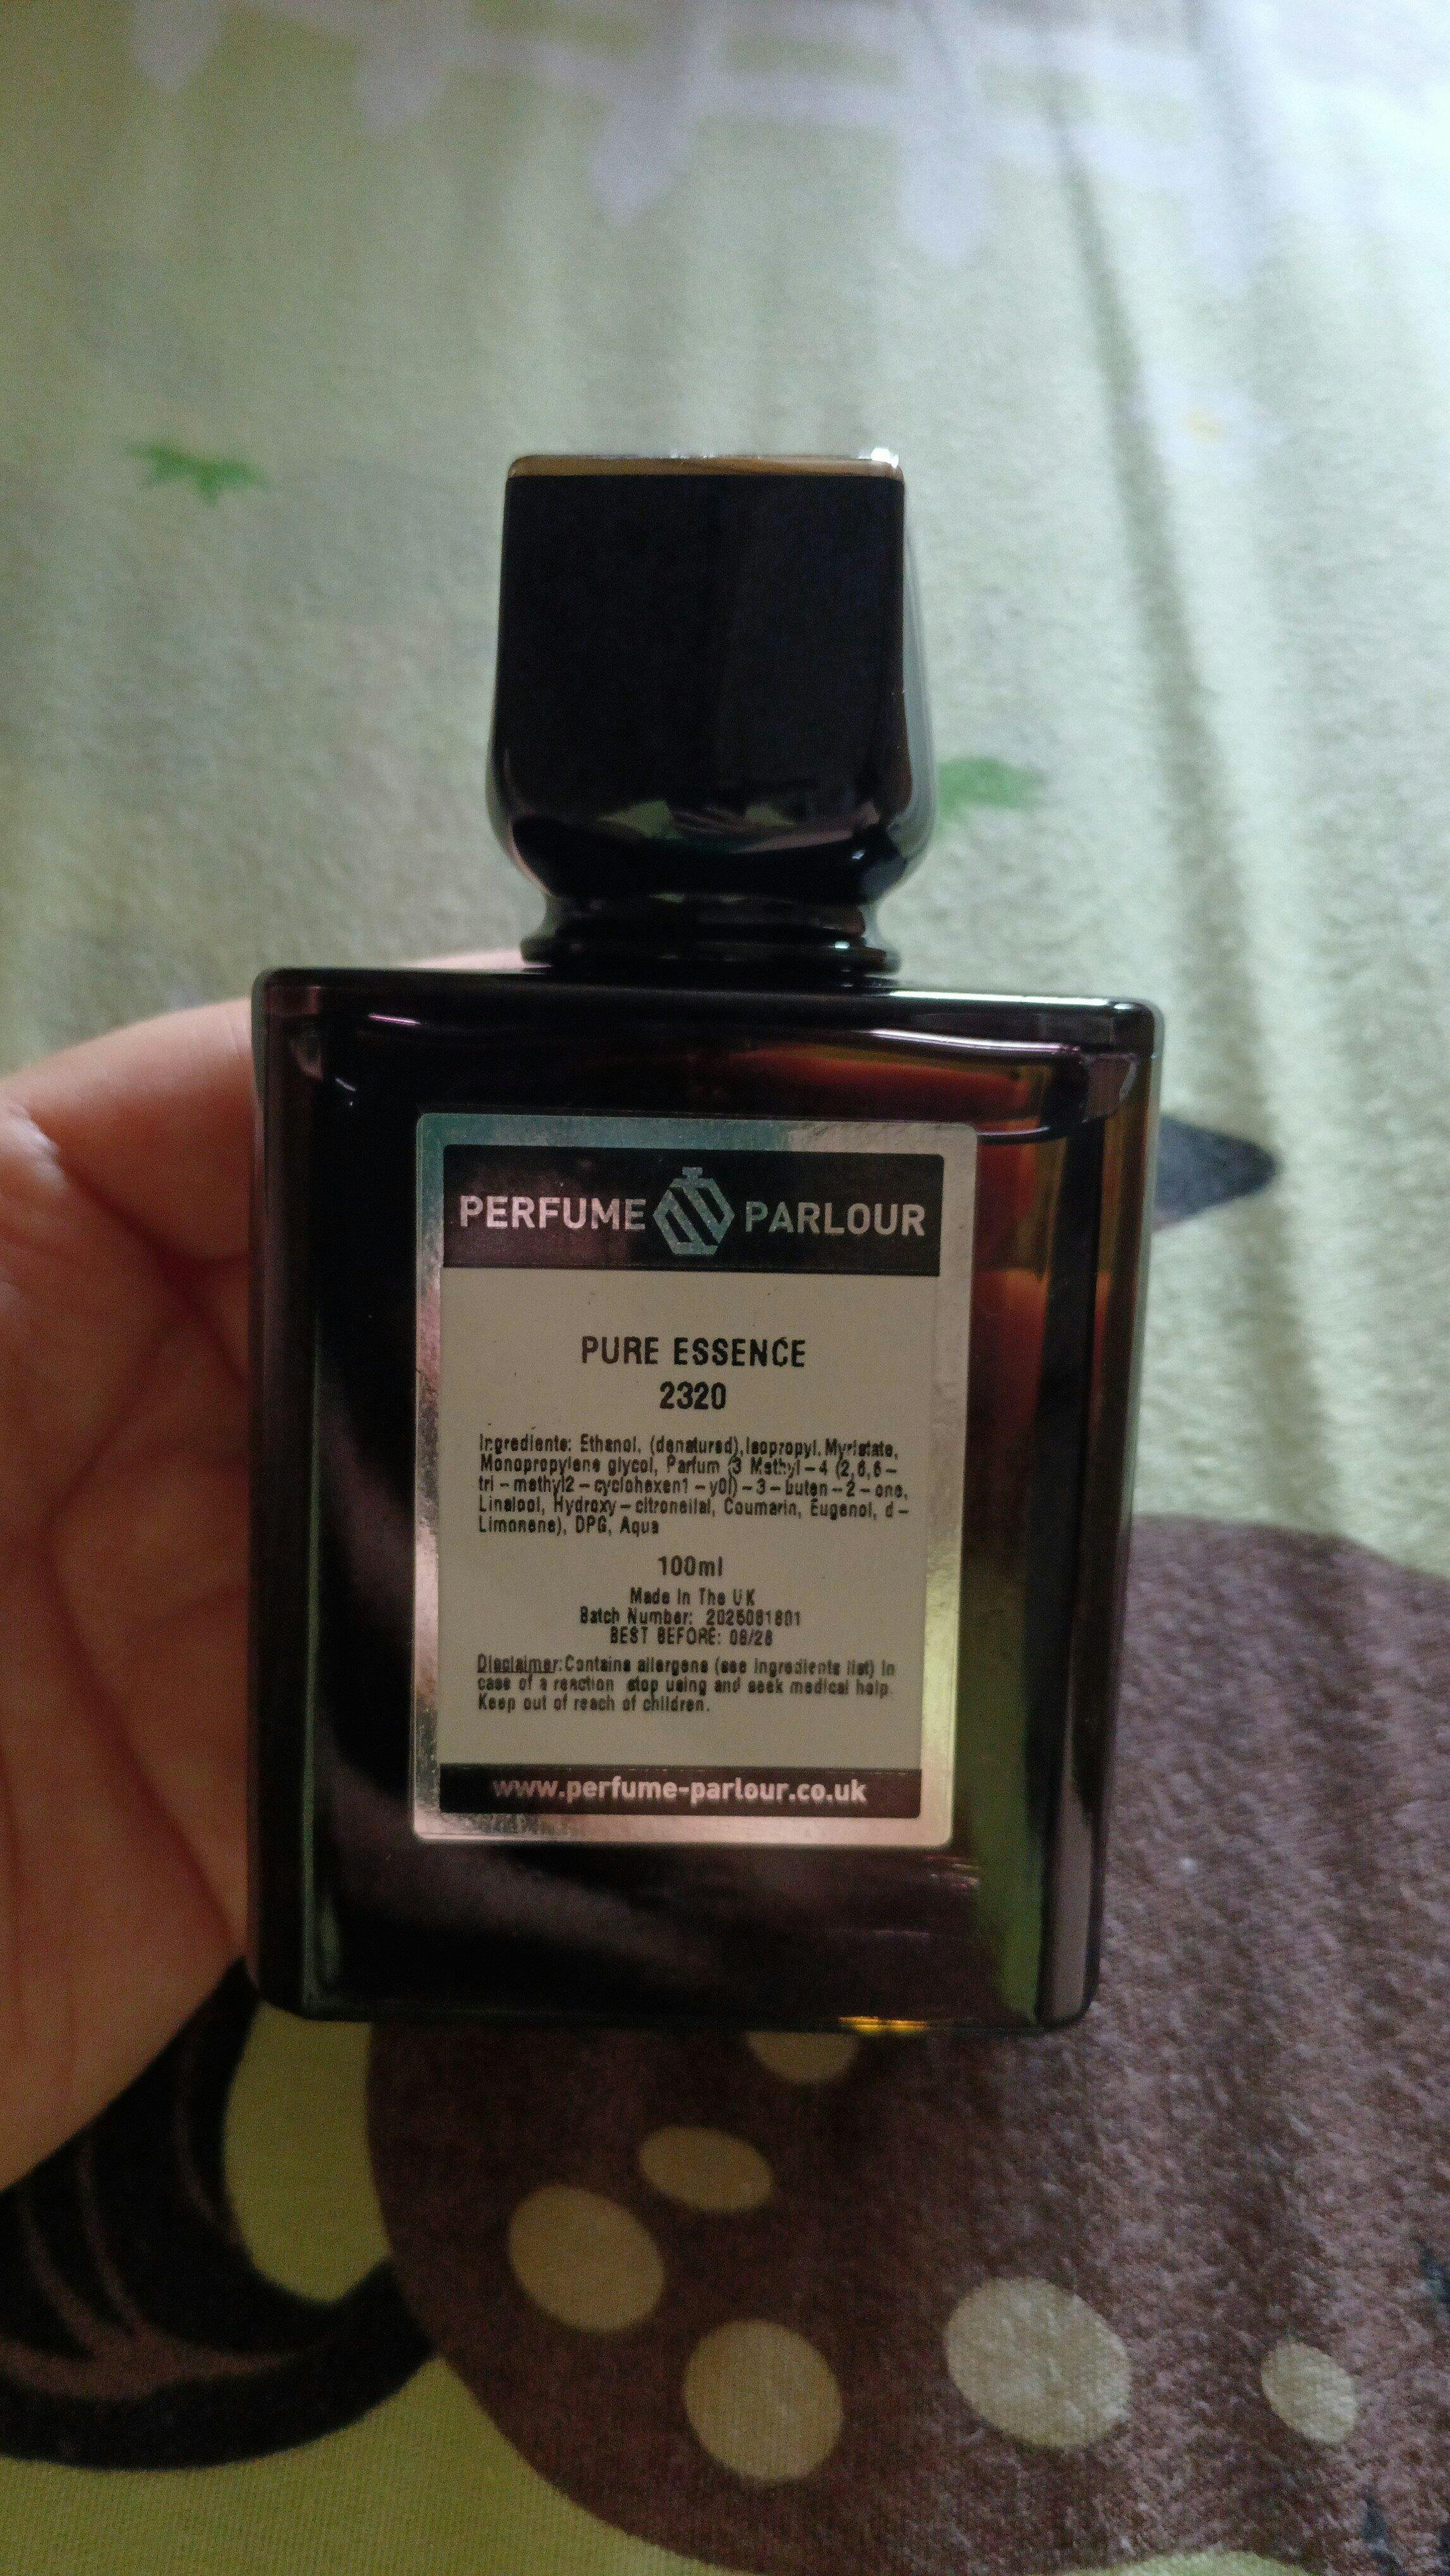 PERFUME PARLOUR
PURE ESSENCE
2320
Ingredients: Ethanol, (denatured), Isopropyl, Myristate,
Monopropylene glycol, Parfum (3 Methyl-4 (2,6,6-
tri-methyl2-cyclohexen1-y0l)-3-buten-2-one,
Linalool, Hydroxy-citronellal, Coumarin, Eugenol, d-
Limonene), DPG, Aqua
100ml
Made In The UK
Batch Number: 2025081801
BEST BEFORE: 08/28
Disclaimer:Contains allergens (see ingredients list) in
case of a reaction stop using and seek medical help.
Keep out of reach of children.
www.perfume-parlour.co.uk